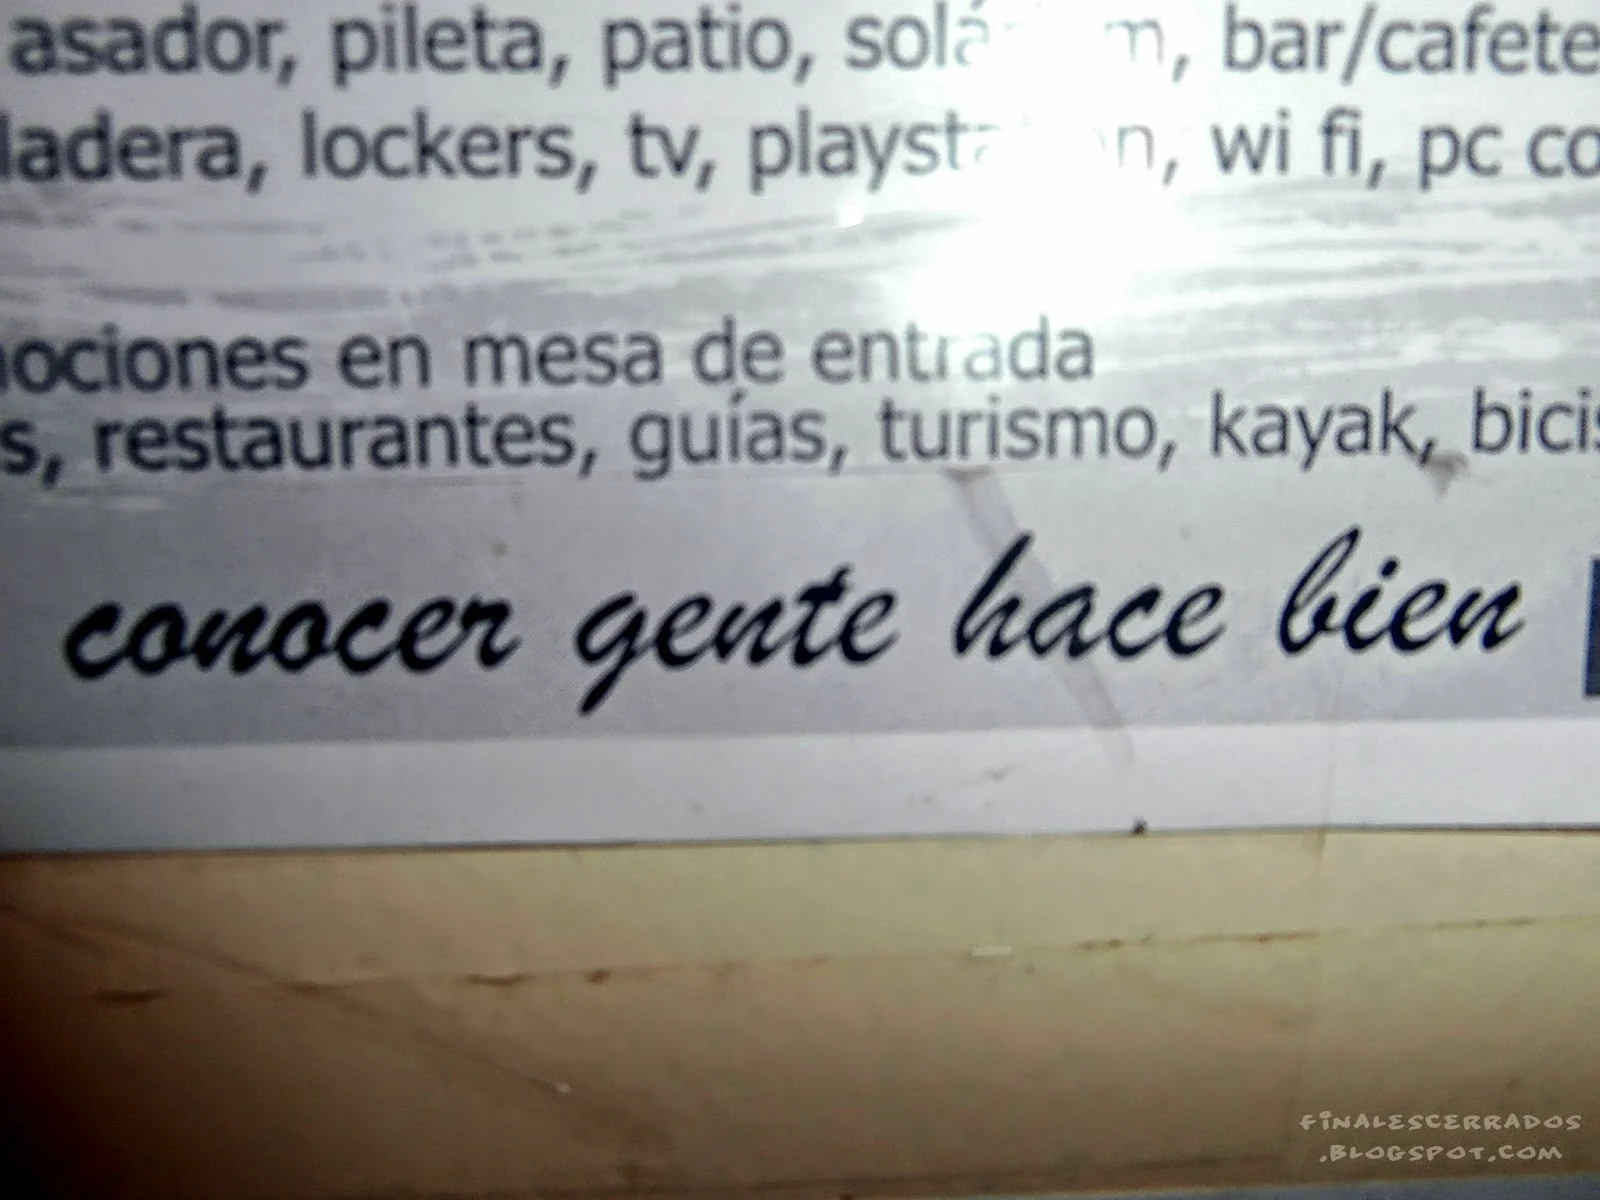 asador, pileta, patio, bar/cafete
ladera, lockers, tv, wi fi, pc co
ociones en mesa de entrada
s, restaurantes, guías, turismo, kayak, bicis
conocer gente hace bien
FINALESCERRADOS
.BLOGSPOT.COM